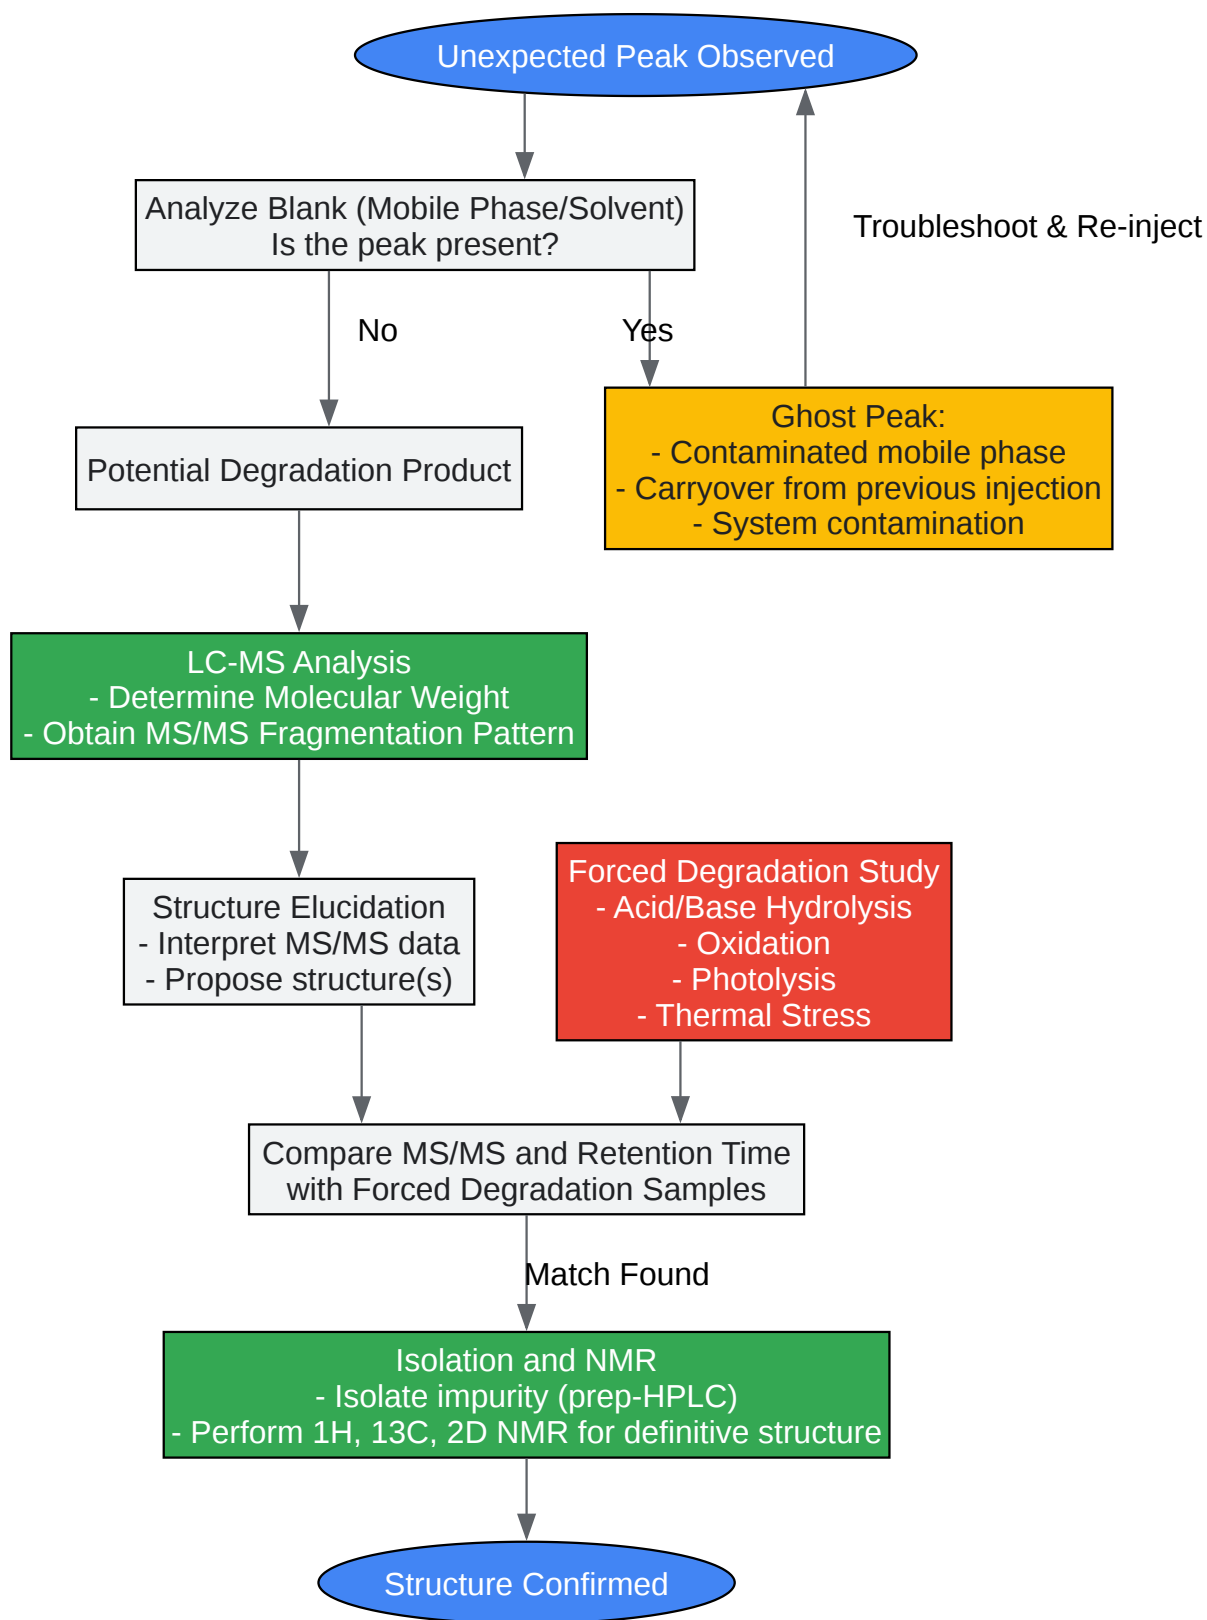 Unexpected Peak Observed
Analyze Blank (Mobile Phase/Solvent)
Is the peak present?
Troubleshoot & Re-inject
No
Yes
Ghost Peak:
- Contaminated mobile phase
- Carryover from previous injection
- System contamination
Potential Degradation Product
LC-MS Analysis
- Determine Molecular Weight
- Obtain MS/MS Fragmentation Pattern
Structure Elucidation
- Interpret MS/MS data
- Propose structure(s)
Forced Degradation Study
- Acid/Base Hydrolysis
- Oxidation
- Photolysis
- Thermal Stress
Compare MS/MS and Retention Time
with Forced Degradation Samples
Match Found
Isolation and NMR
- Isolate impurity (prep-HPLC)
- Perform 1H, 13C, 2D NMR for definitive structure
Structure Confirmed